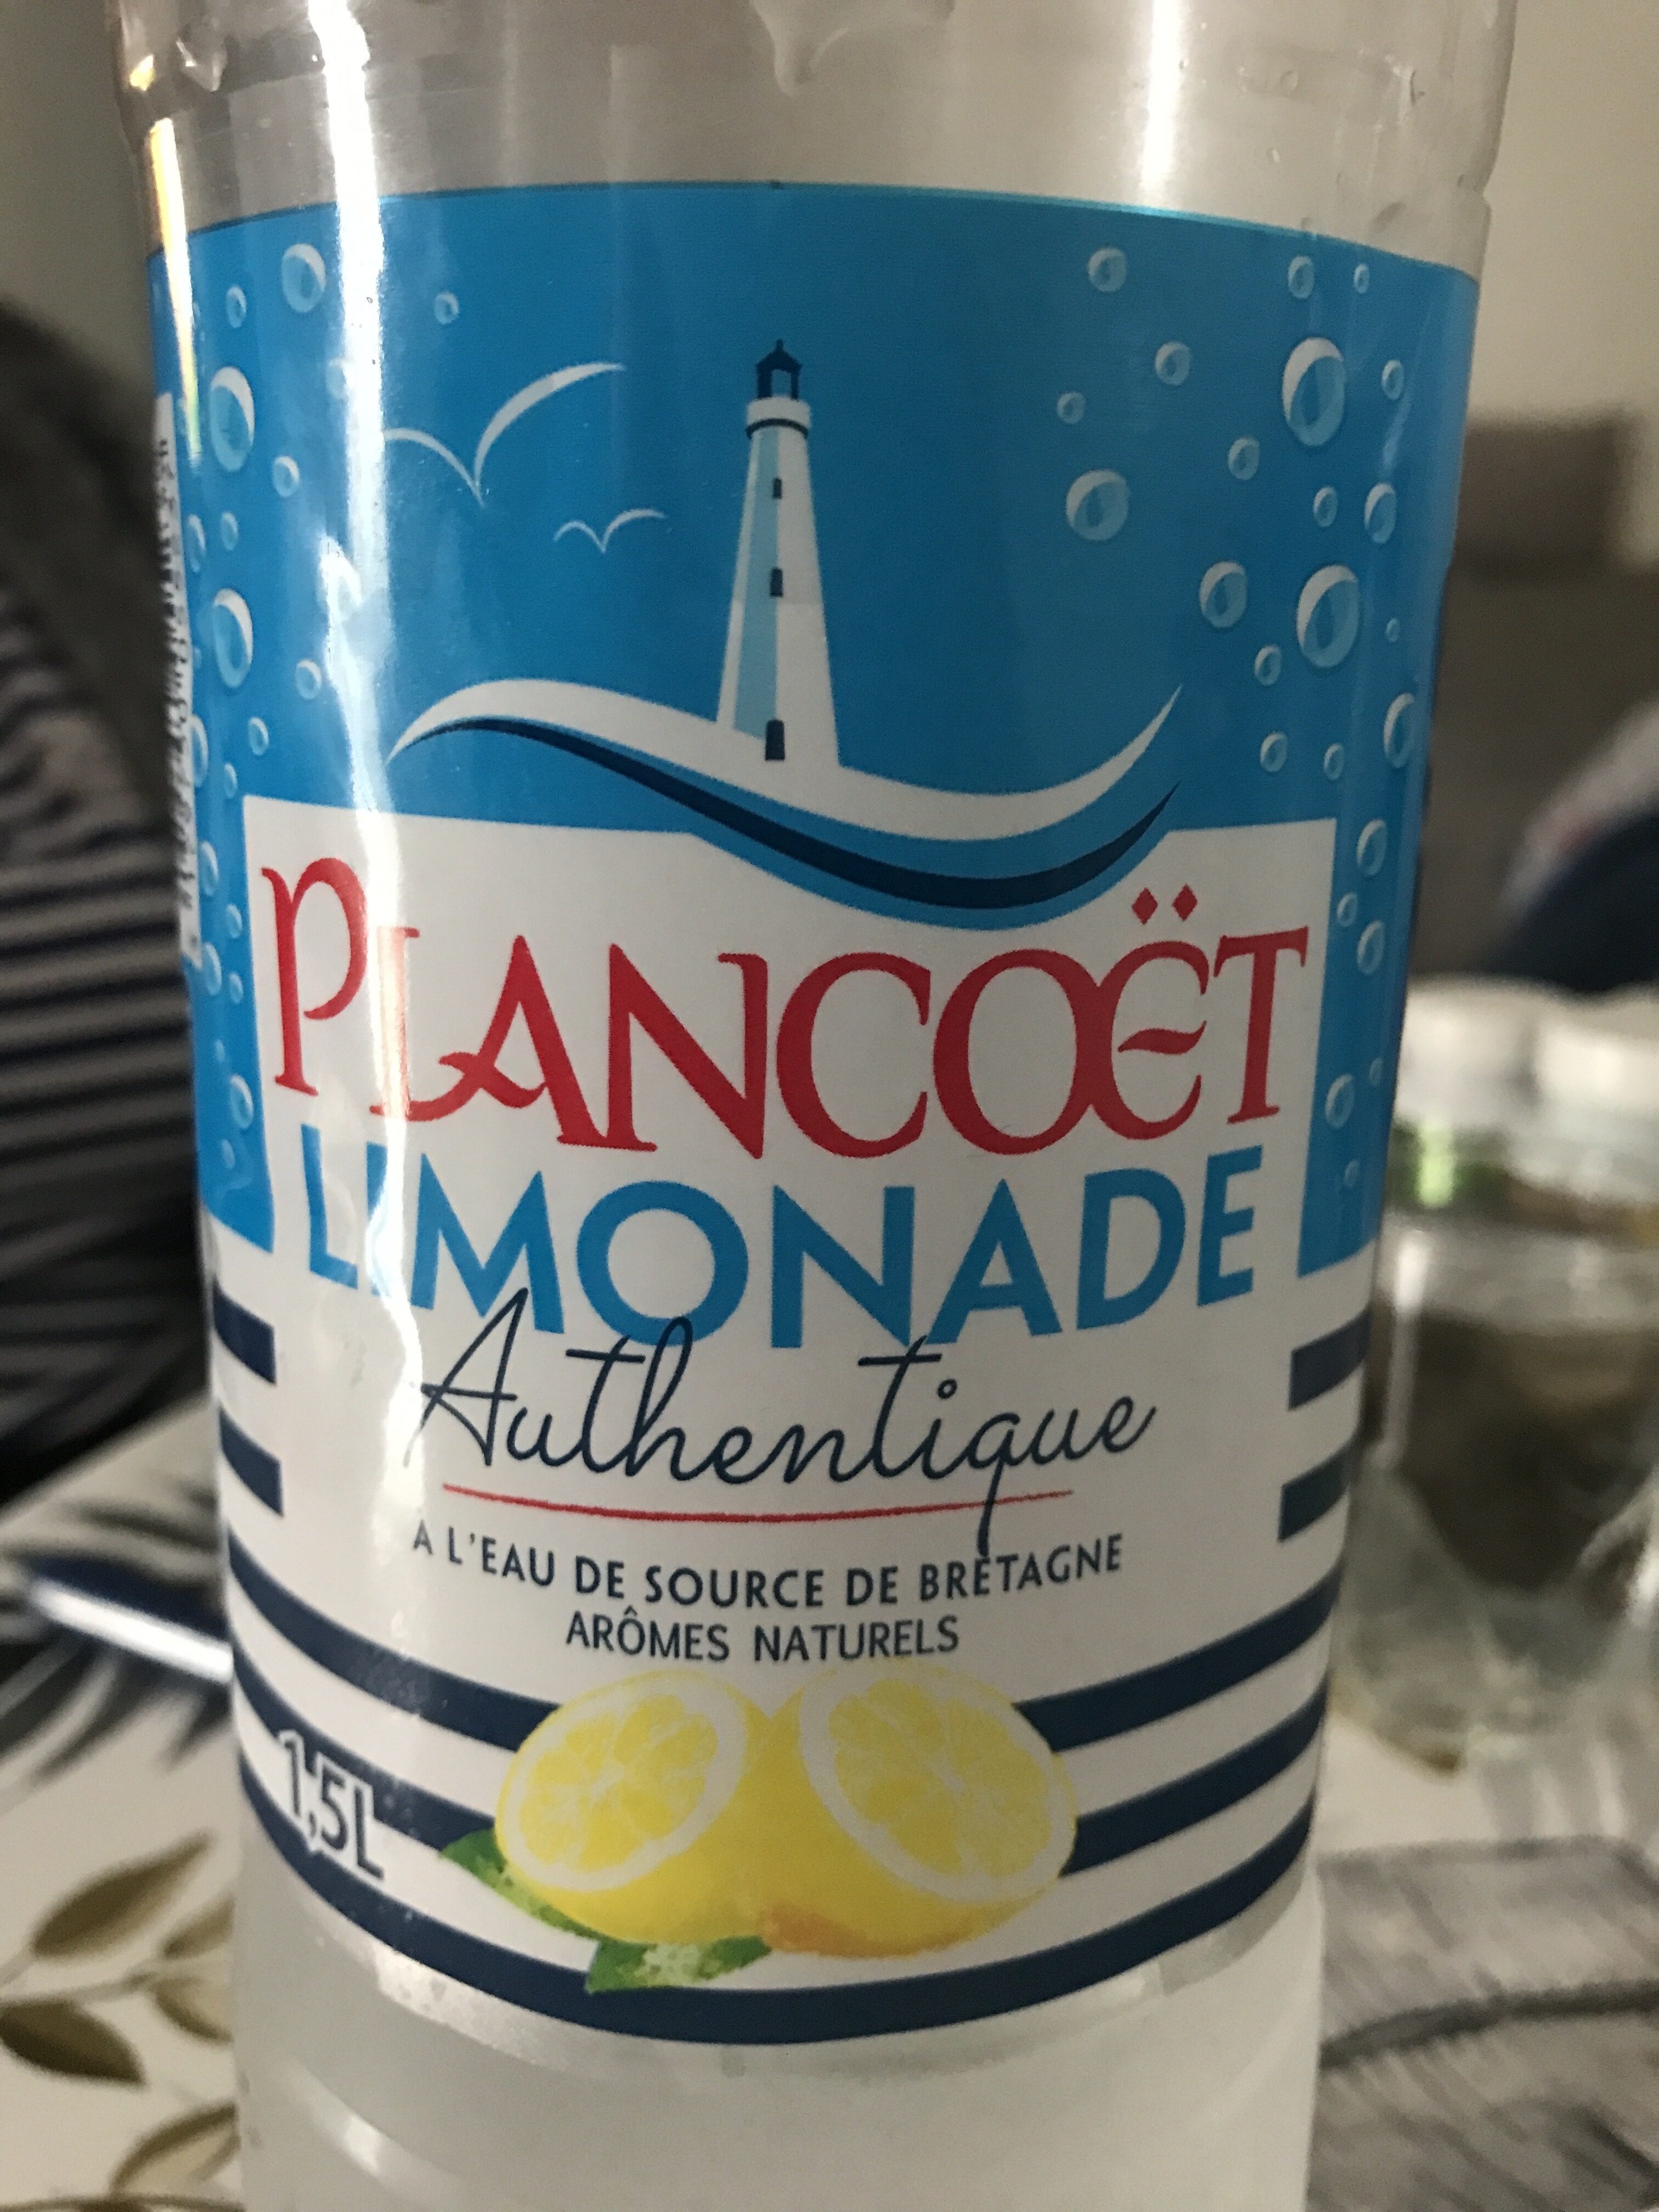 PLANCOËT
LIMONADE
Authentique
A L'EAU DE SOURCE DE BRETAGNE
ARÔMES NATURELS
1,5L